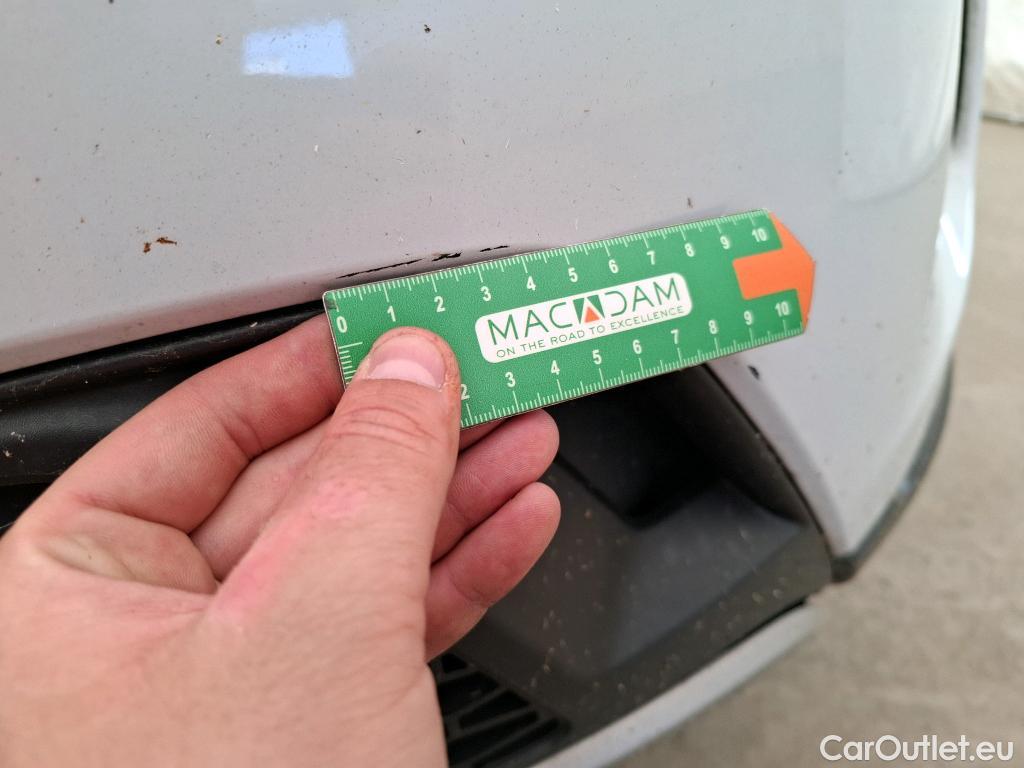 0 1 2 3 4 5 6 7 8 9 10
MACADAM
ON THE ROAD TO EXCELLENCE
2 3 4 5 6 7 8 9 10
CarOutlet.eu